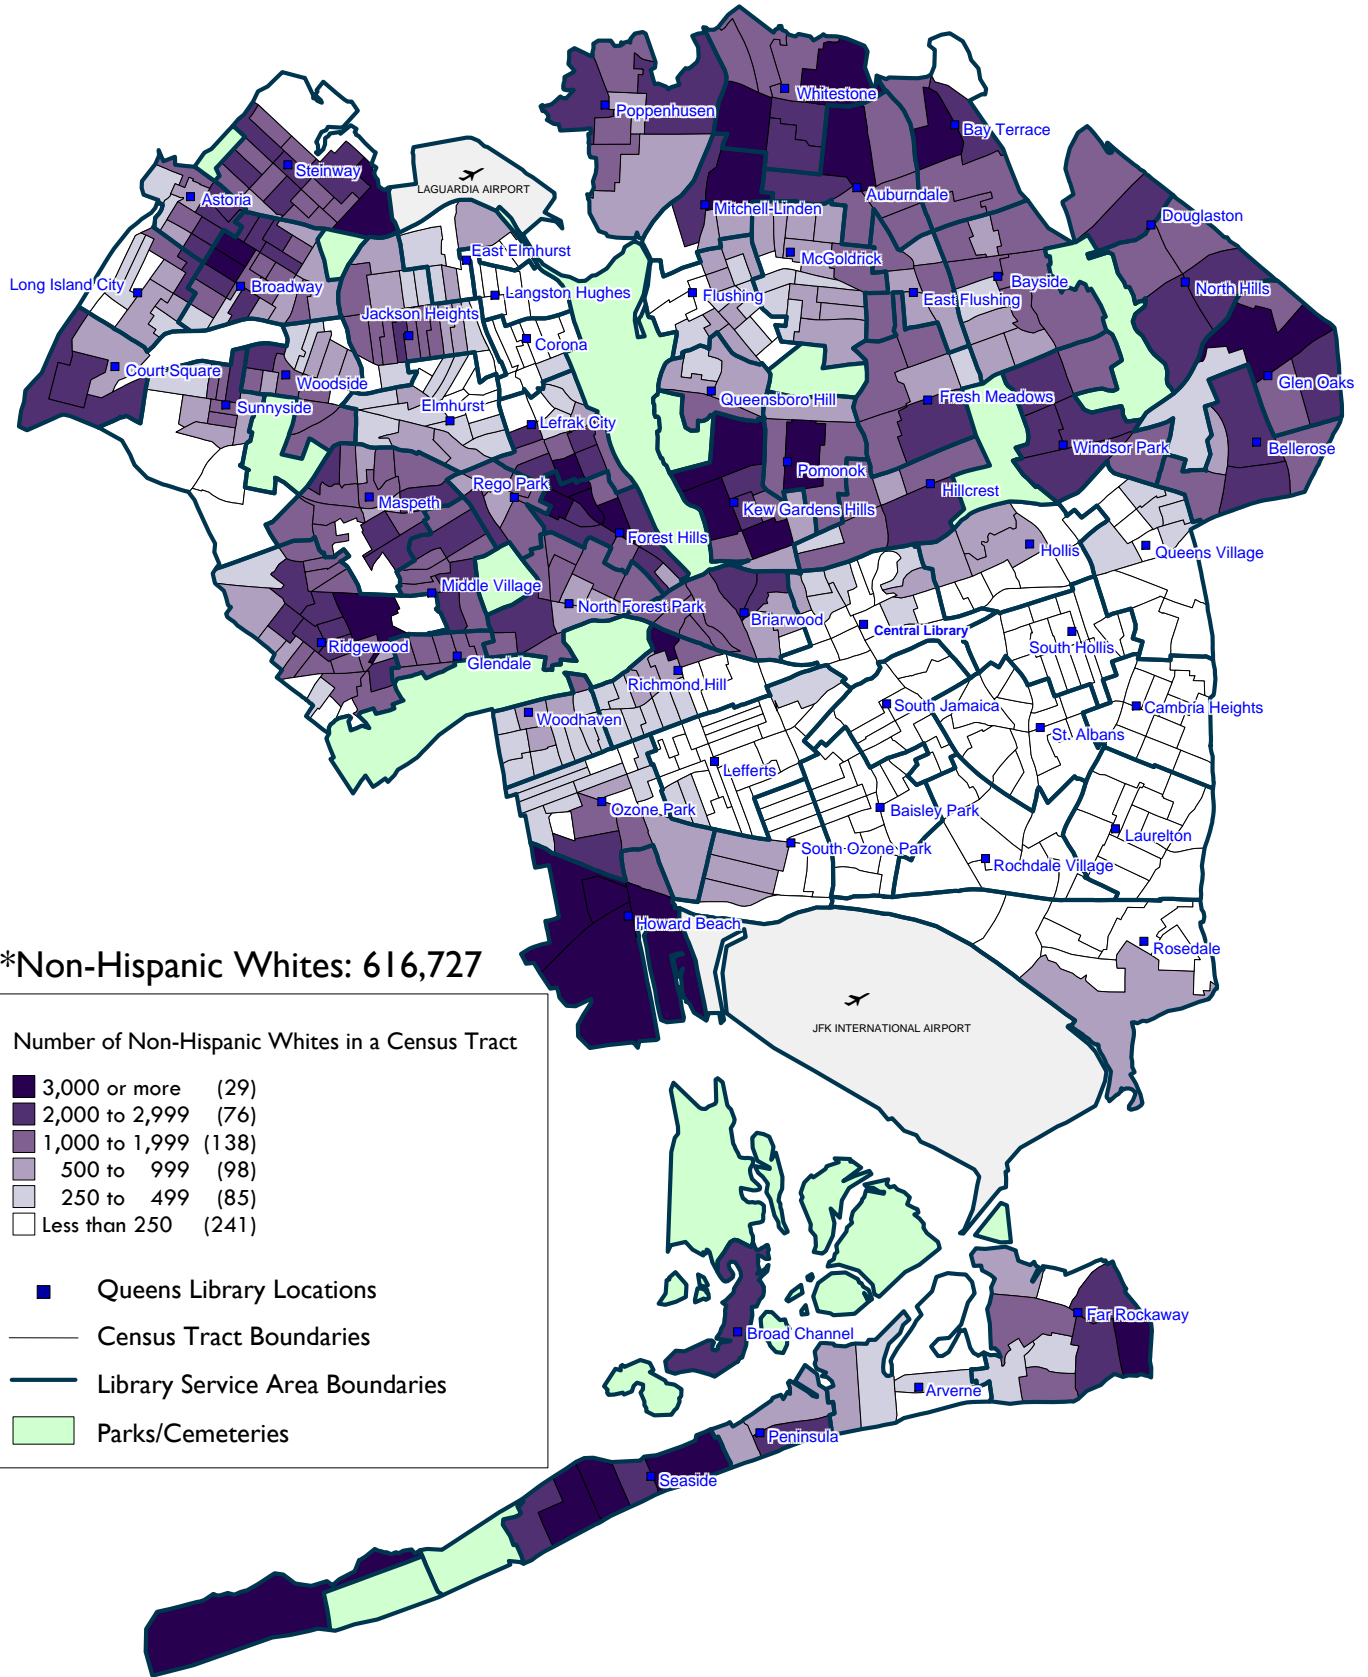 Whitestone
Poppenhusen
Bay Terrace
Steinway
LAGUARDIA AIRPORT
Astoria
Auburndale
Mitchell-Linden
Douglaston
East Elmhurst
McGoldrick
Long Island City
Broadway
Langston Hughes
Flushing
East Flushing
Bayside
North Hills
Jackson Heights
Corona
Court Square
Woodside
Glen Oaks
Sunnyside
Elmhurst
Lefrak City
Queensboro Hill
Fresh Meadows
Windsor Park
Bellerose
Pomonok
Rego Park
Maspeth
Hillcrest
Kew Gardens Hills
Forest Hills
Hollis
Queens Village
Middle Village
North Forest Park
Briarwood
Central Library
Ridgewood
South Hollis
Glendale
Richmond Hill
Woodhaven
South Jamaica
Cambria Heights
St. Albans
Lefferts
Ozone Park
Baisley Park
Laurelton
South Ozone Park
Rochdale Village
Howard Beach
Rosedale
*Non-Hispanic Whites: 616,727
JFK INTERNATIONAL AIRPORT
Number of Non-Hispanic Whites in a Census Tract
3,000 or more (29)
2,000 to 2,999 (76)
1,000 to 1,999 (138)
500 to 999 (98)
250 to 499 (85)
Less than 250 (241)
Queens Library Locations
Census Tract Boundaries
Library Service Area Boundaries
Parks/Cemeteries
Far Rockaway
Broad Channel
Arverne
Peninsula
Seaside